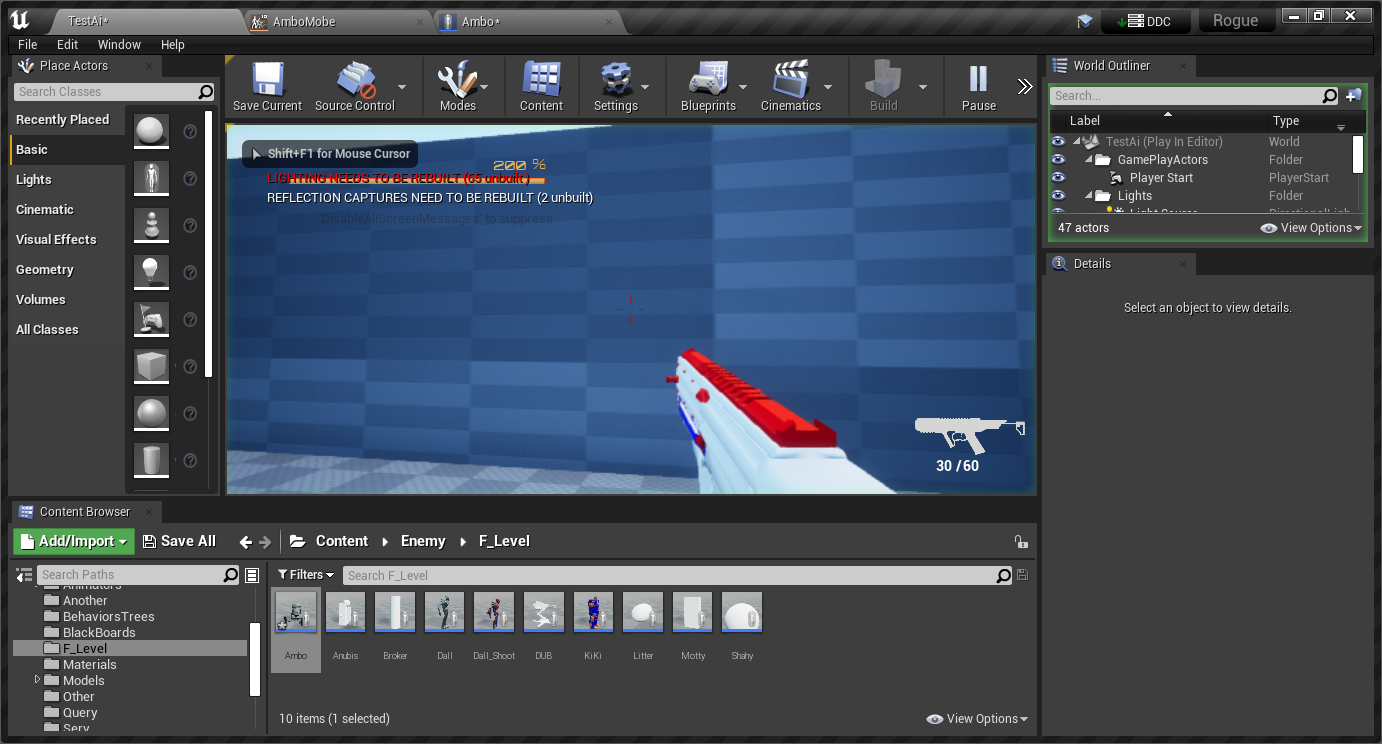 TestAi*
AmboMobe
Ambo*
DDC
Rogue
File Edit Window Help
Place Actors
Search Classes
Recently Placed
Basic
Lights
Cinematic
Visual Effects
Geometry
Volumes
All Classes
Save Current
Source Control
Modes
Content
Settings
Blueprints
Cinematics
Build
Pause
Shift+F1 for Mouse Cursor
200 %
LIGHTING NEEDS TO BE REBUILT (65 unbuilt)
REFLECTION CAPTURES NEED TO BE REBUILT (2 unbuilt)
'DisableAllScreenMessages' to suppress
30 / 60
World Outliner
Search...
Label Type
TestAi (Play In Editor) World
GamePlayActors Folder
Player Start PlayerStart
Lights Folder
Light Source DirectionalLigh
47 actors
View Options
Details
Select an object to view details.
Content Browser
Add/Import
Save All
Content
Enemy
F_Level
Search Paths
Animators
Another
BehaviorsTrees
BlackBoards
F_Level
Materials
Models
Other
Query
Serv
Filters
Search F_Level
Ambo
Anubis
Broker
Dall
Dall_Shoot
DUB
KiKi
Litter
Motty
Shahy
10 items (1 selected)
View Options